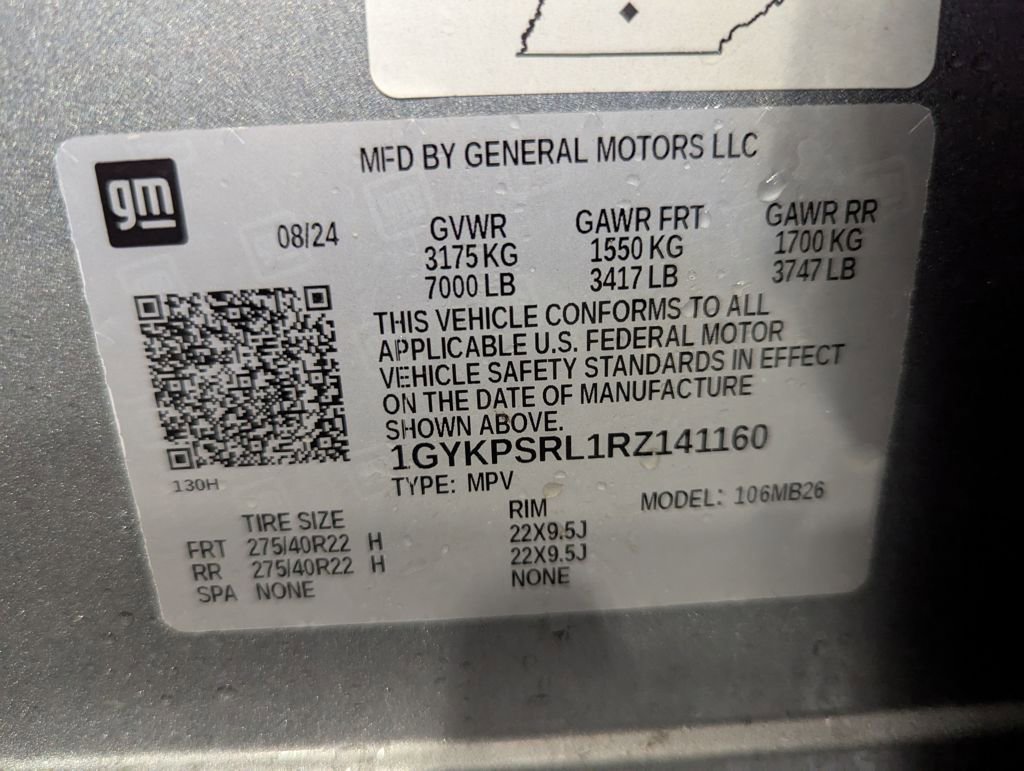 gm
MFD BY GENERAL MOTORS LLC
08/24
GVWR GAWR FRT GAWR RR
3175 KG 1550 KG 1700 KG
7000 LB 3417 LB 3747 LB
THIS VEHICLE CONFORMS TO ALL
APPLICABLE U.S. FEDERAL MOTOR
VEHICLE SAFETY STANDARDS IN EFFECT
ON THE DATE OF MANUFACTURE
SHOWN ABOVE.
1GYKPSRL1RZ141160
130H
TYPE: MPV MODEL: 106MB26
TIRE SIZE RIM
FRT 275/40R22 H 22X9.5J
RR 275/40R22 H 22X9.5J
SPA NONE NONE